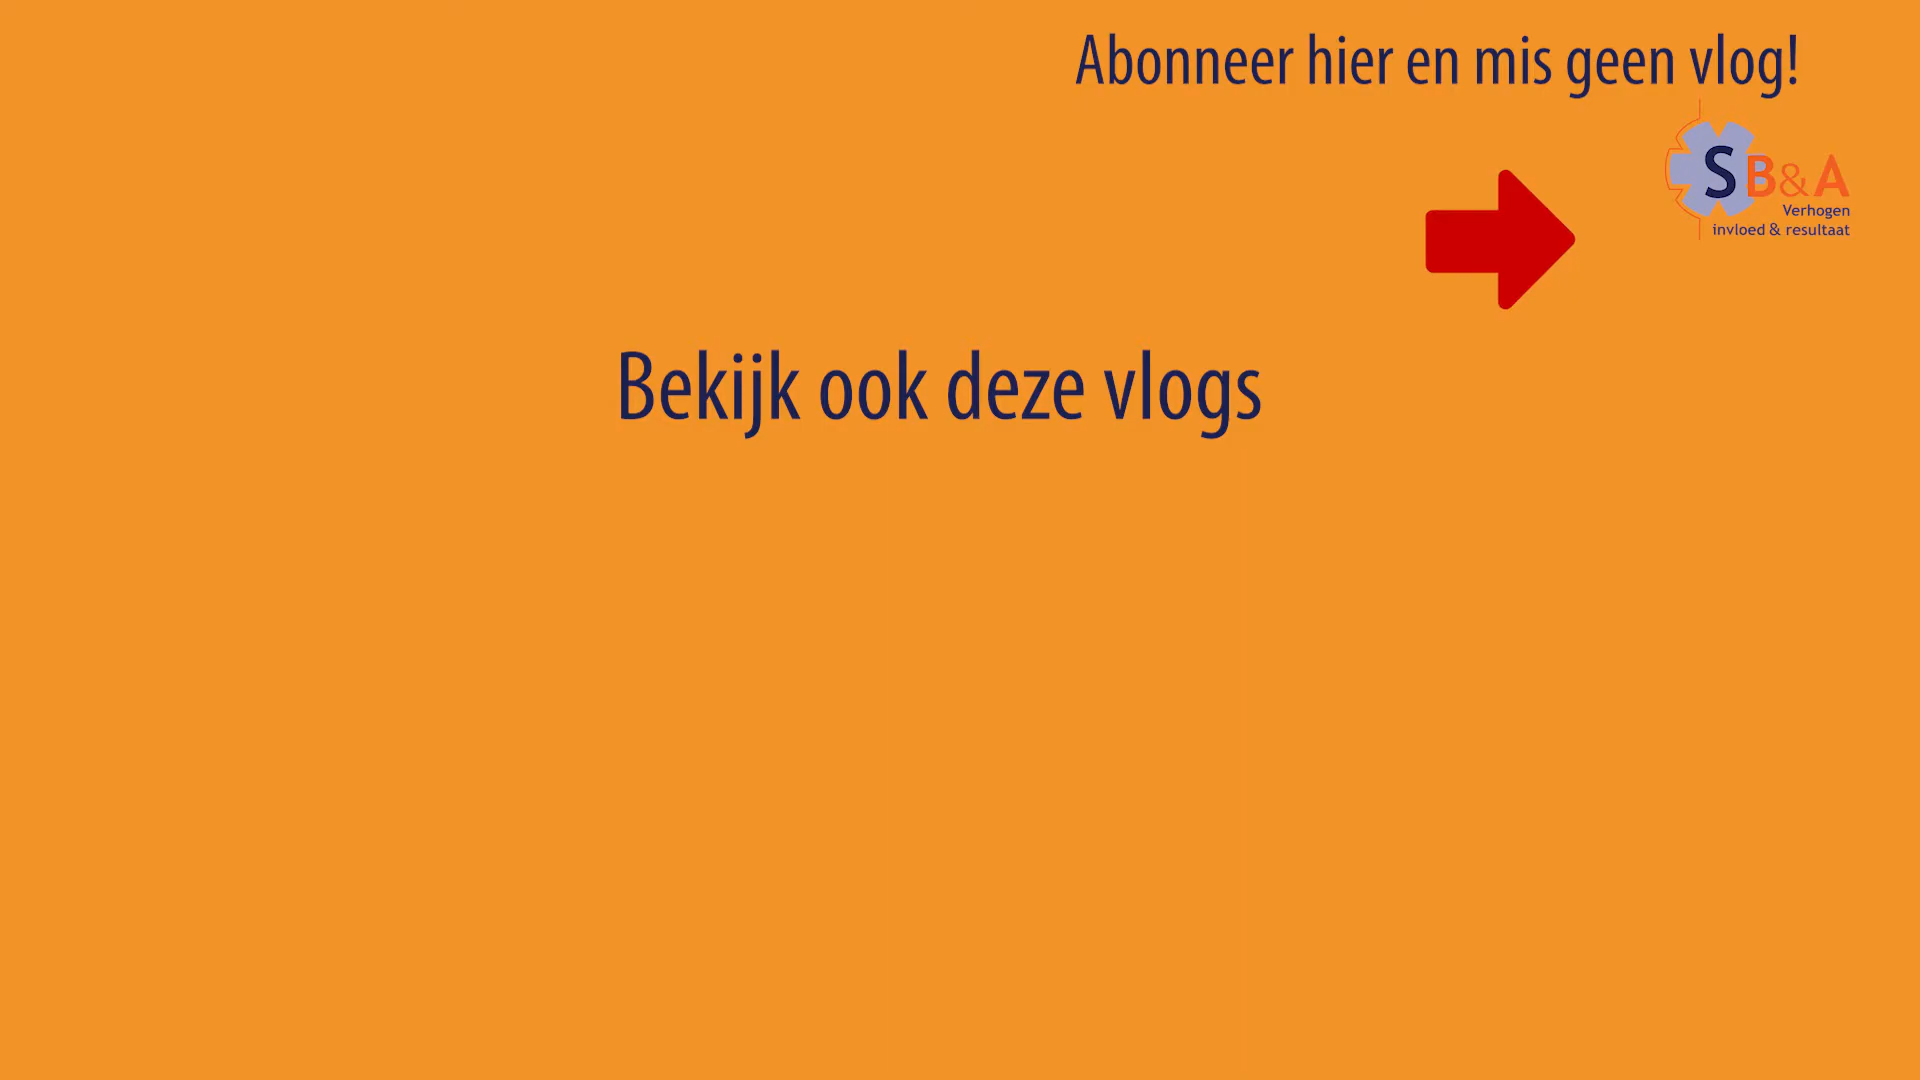 Abonneer hier en mis geen vlog!
SB&A
Verhogen
invloed & resultaat
Bekijk ook deze vlogs